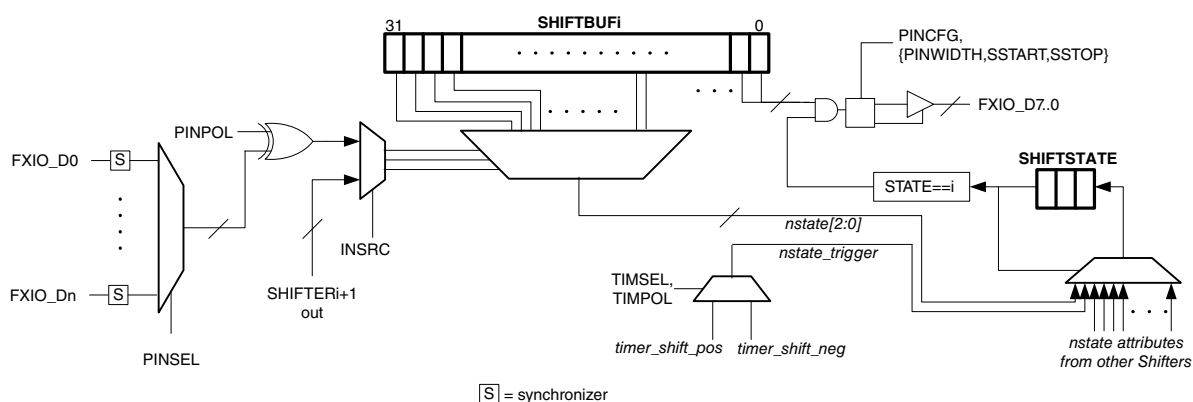 31
SHIFTBUFi
0
PINCFG,
{PINWIDTH,SSTART,SSTOP}
FXIO_D7..0
PINPOL
FXIO_D0
S
SHIFTSTATE
STATE==i
nstate[2:0]
nstate_trigger
INSRC
TIMSEL,
TIMPOL
SHIFTERi+1
out
FXIO_Dn
S
PINSEL
timer_shift_pos
timer_shift_neg
nstate attributes
from other Shifters
S = synchronizer